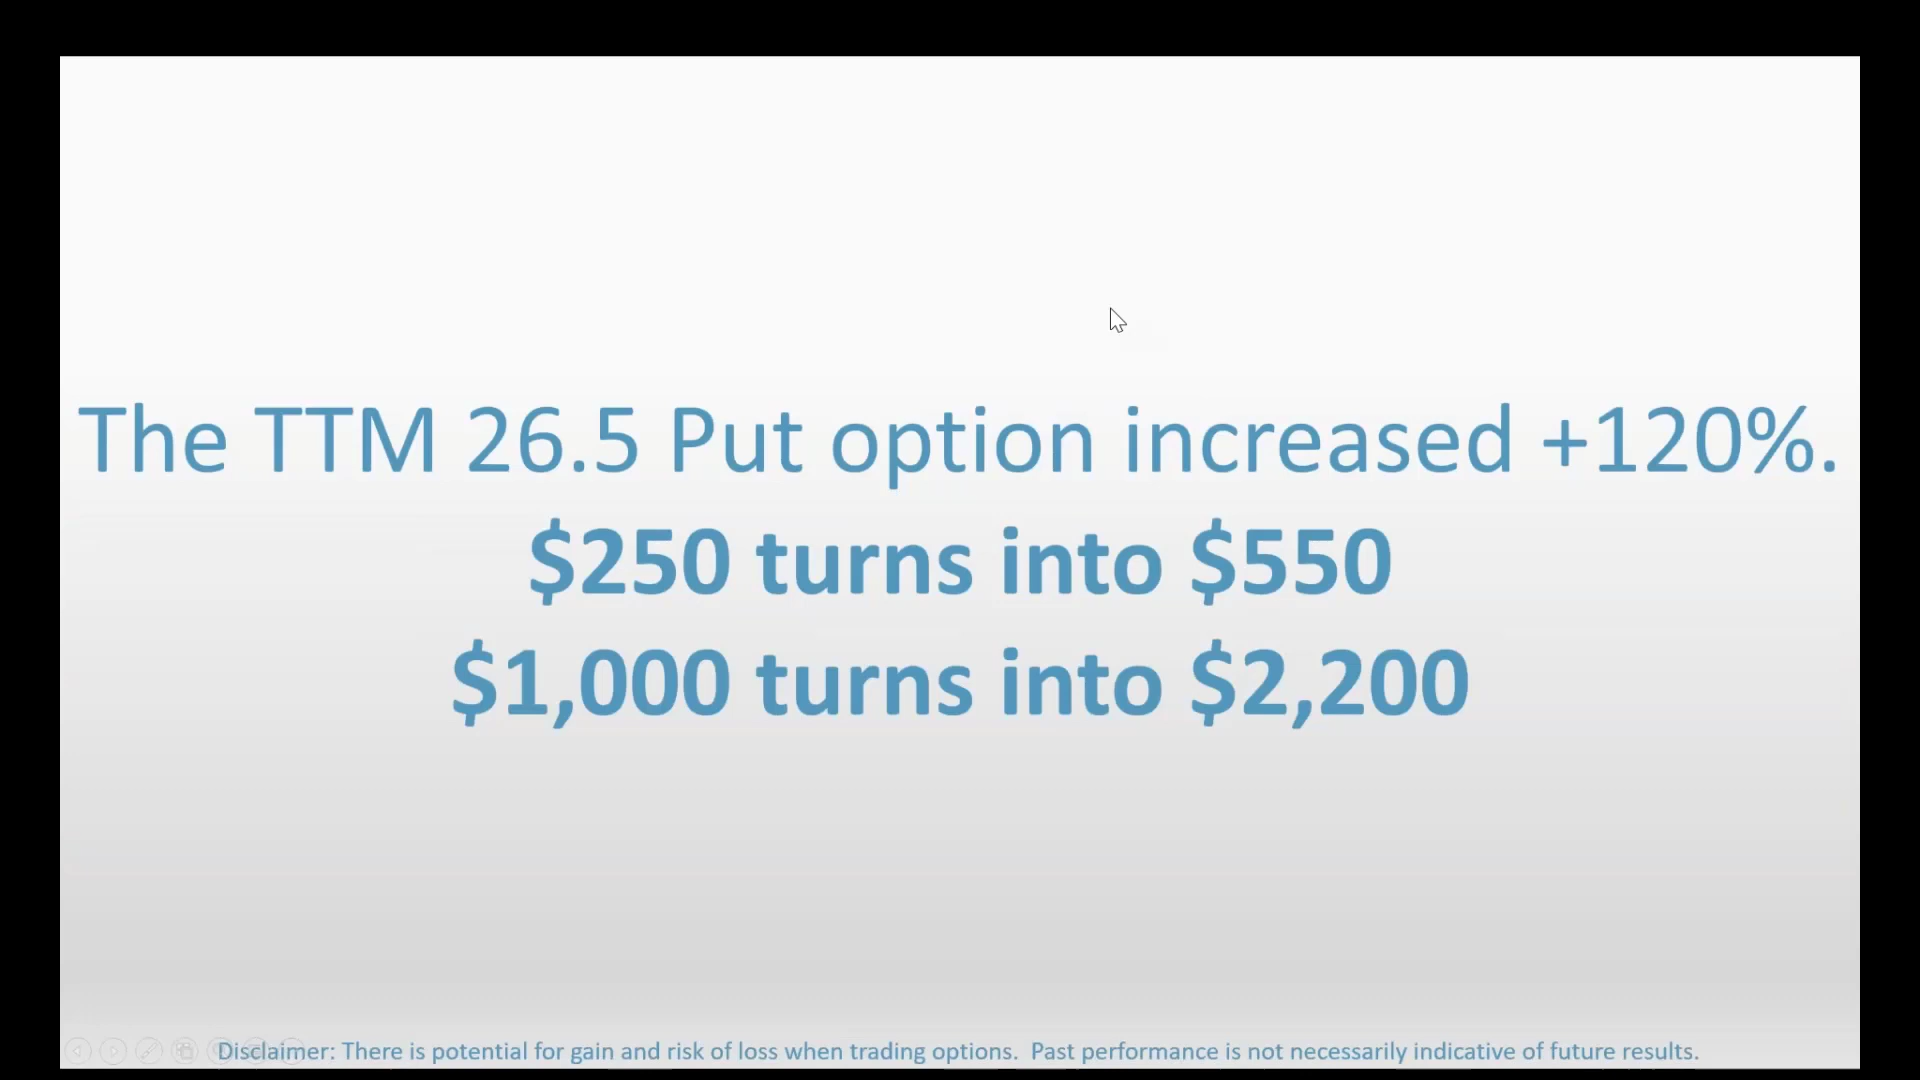 The TTM 26.5 Put option increased +120%.
$250 turns into $550
$1,000 turns into $2,200
Disclaimer: There is potential for gain and risk of loss when trading options.  Past performance is not necessarily indicative of future results.